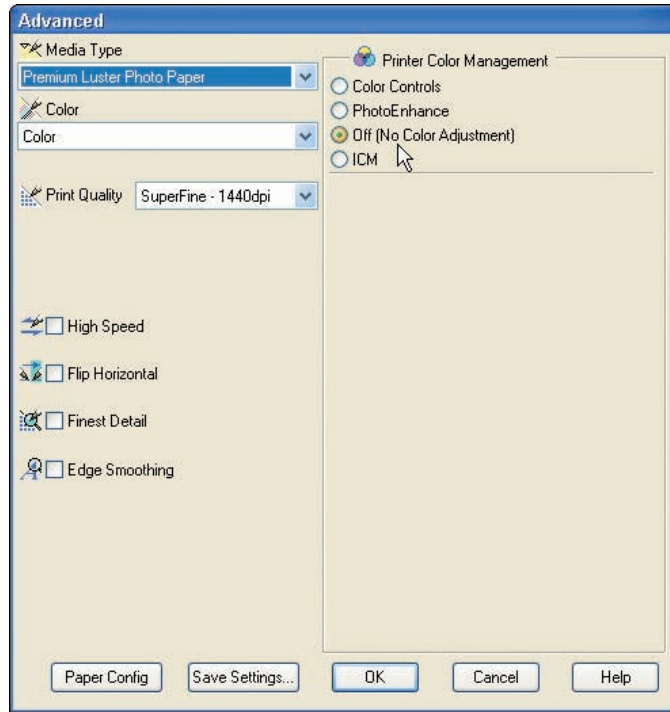 Advanced
Media Type
Premium Luster Photo Paper
Color
Color
Print Quality SuperFine - 1440dpi
High Speed
Flip Horizontal
Finest Detail
Edge Smoothing
Printer Color Management
Color Controls
PhotoEnhance
Off (No Color Adjustment)
ICM
Paper Config Save Settings... OK Cancel Help